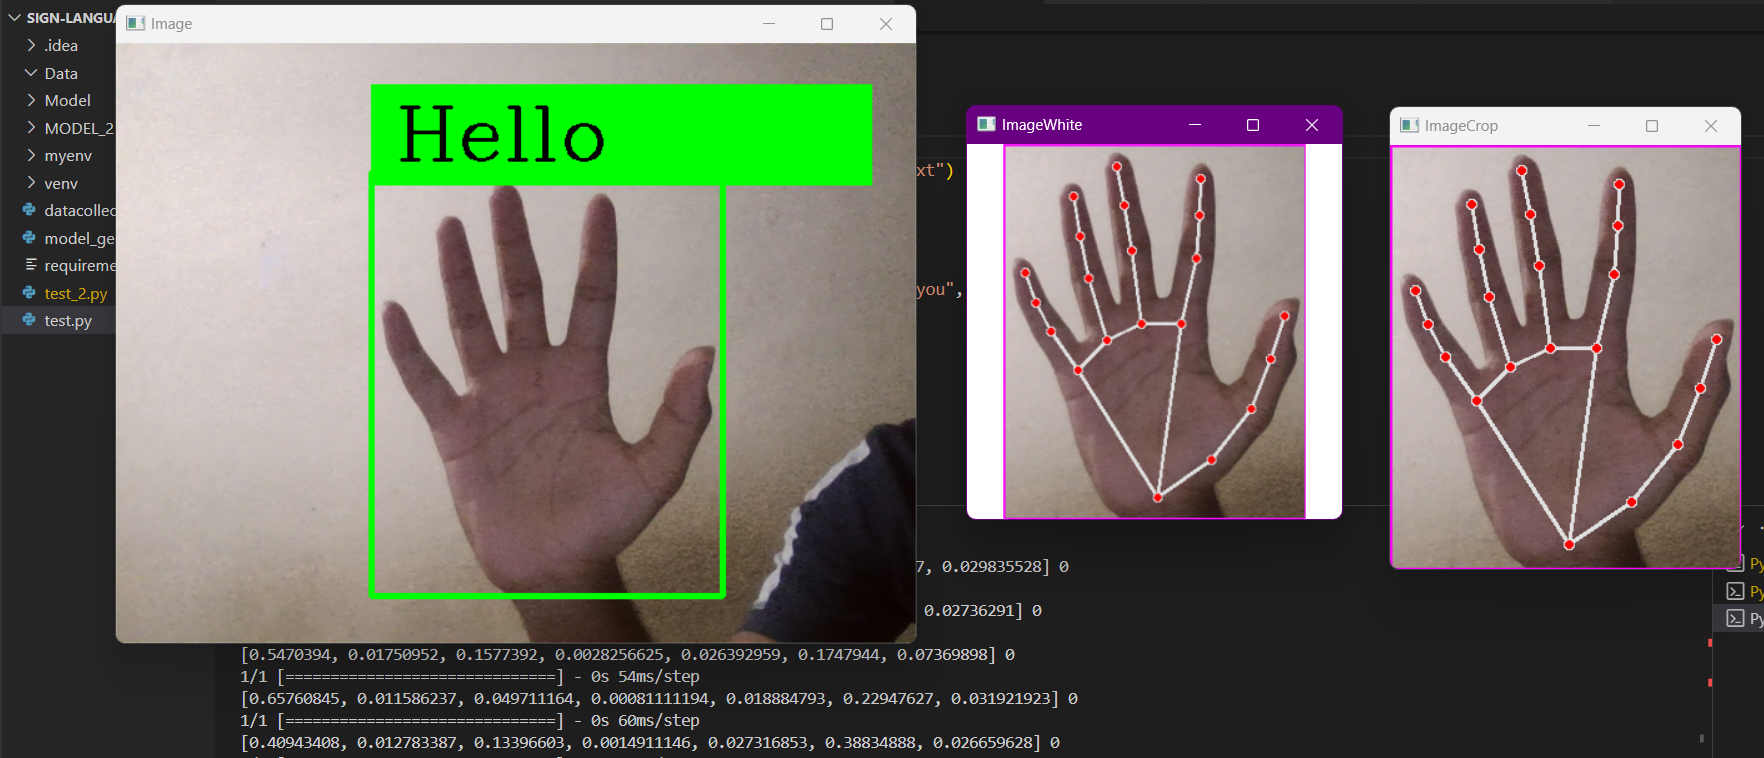 SIGN-LANGU
.idea
Data
Model
MODEL_2
myenv
venv
datacollec
model_ge
requireme
test_2.py
test.py
Image
Hello
xt")
you",
ImageWhite
ImageCrop
7, 0.029835528] 0
0.02736291] 0
[0.5470394, 0.01750952, 0.1577392, 0.0028256625, 0.026392959, 0.1747944, 0.07369898] 0
1/1 [==============================] - 0s 54ms/step
[0.65760845, 0.011586237, 0.049711164, 0.00081111194, 0.018884793, 0.22947627, 0.031921923] 0
1/1 [==============================] - 0s 60ms/step
[0.40943408, 0.012783387, 0.13396603, 0.0014911146, 0.027316853, 0.38834888, 0.026659628] 0
Py
Py
Py